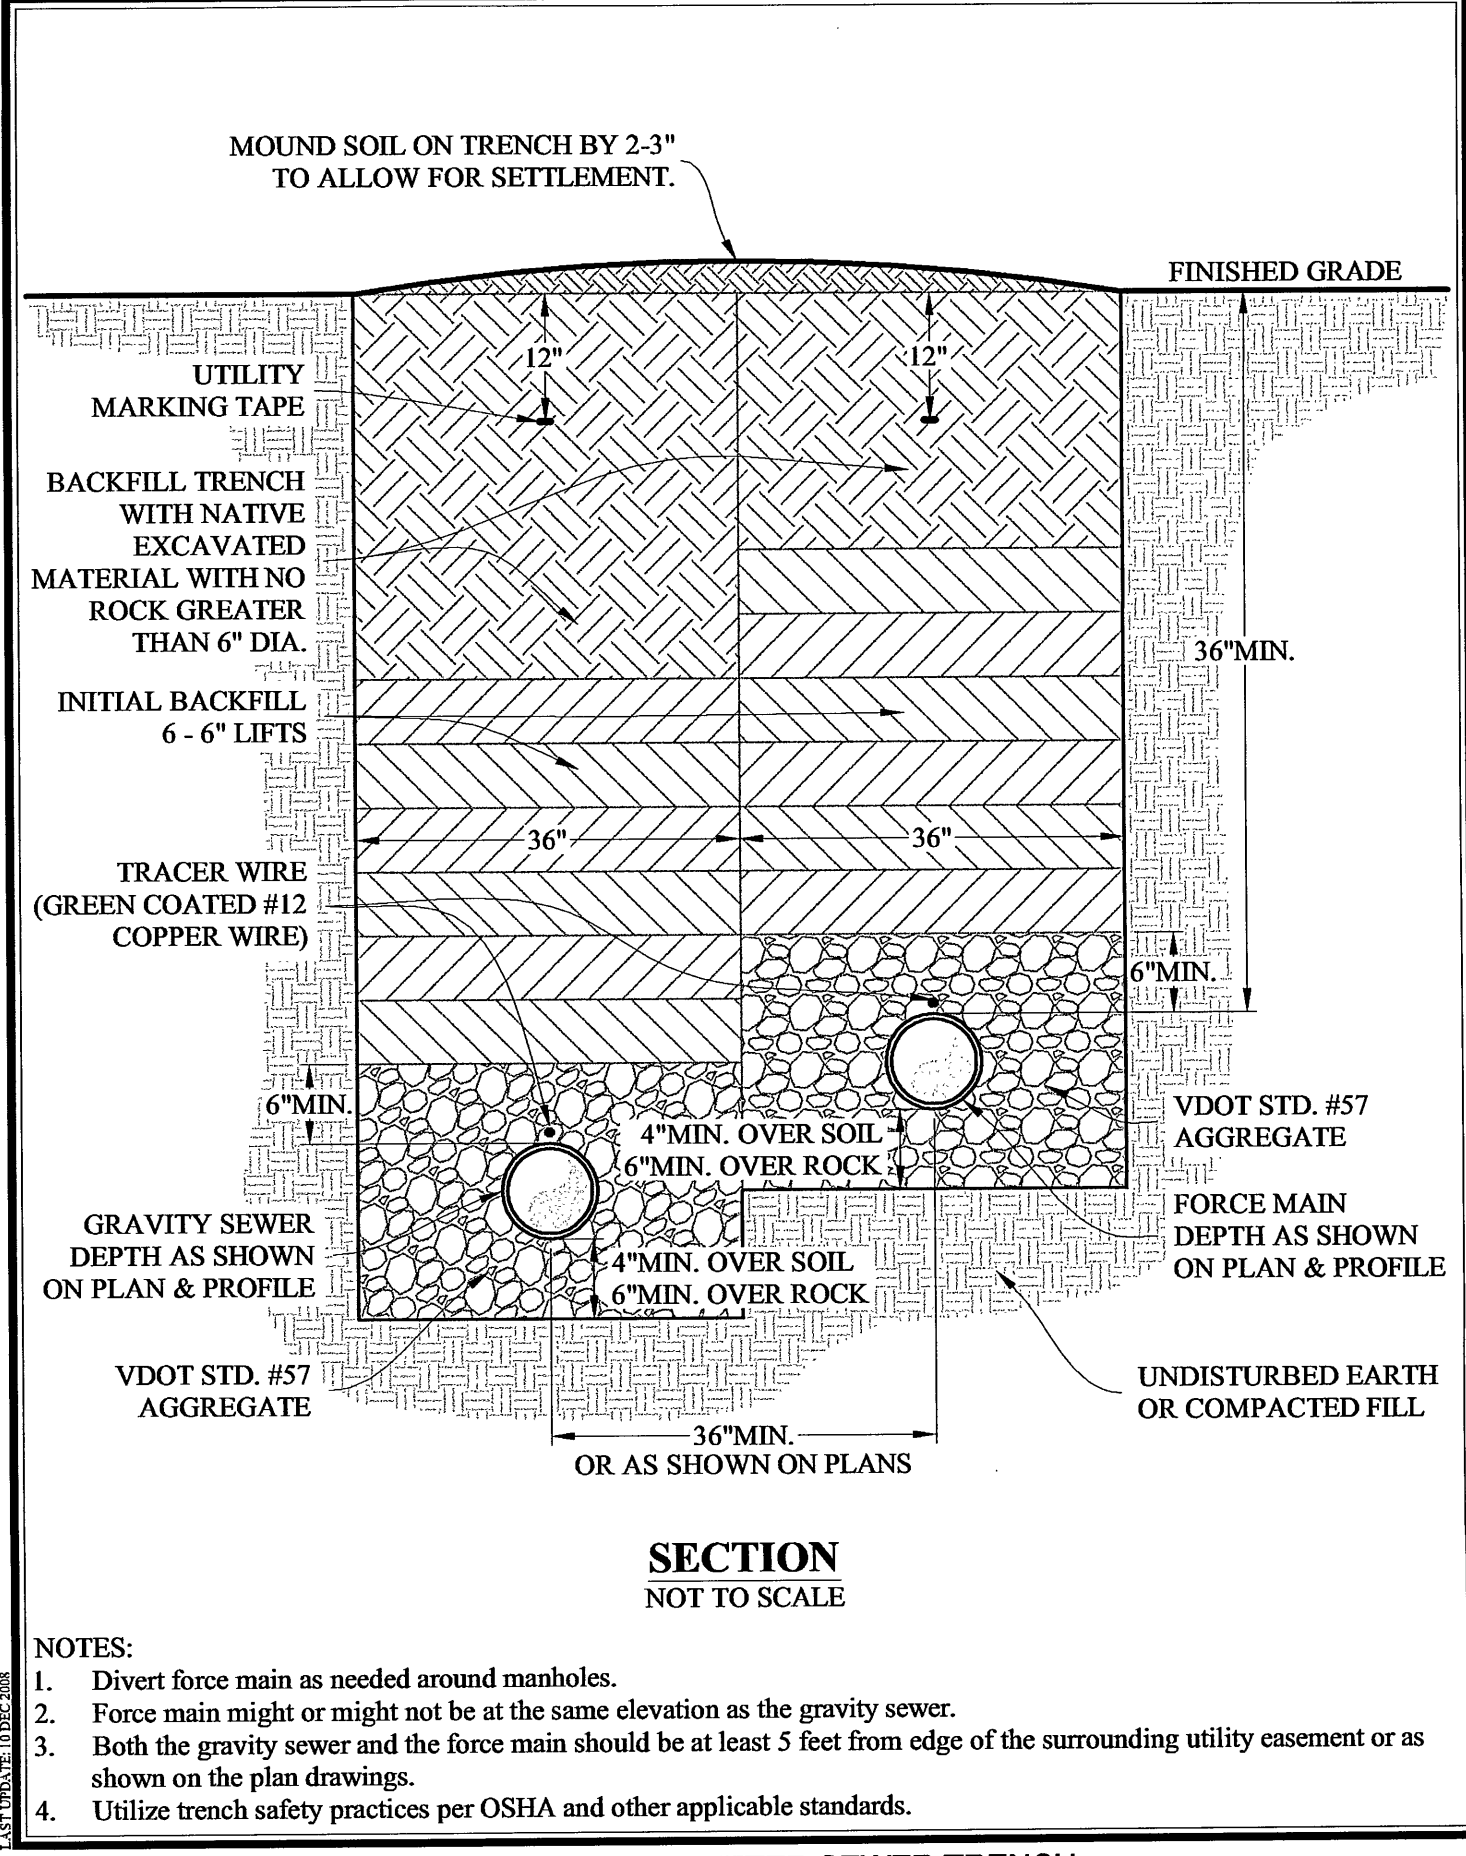 MOUND SOIL ON TRENCH BY 2-3"
TO ALLOW FOR SETTLEMENT.
FINISHED GRADE
12"
12"
UTILITY
MARKING TAPE
BACKFILL TRENCH
WITH NATIVE
EXCAVATED
MATERIAL WITH NO
ROCK GREATER
THAN 6" DIA.
36"MIN.
INITIAL BACKFILL
6 - 6" LIFTS
36"
36"
TRACER WIRE
(GREEN COATED #12
COPPER WIRE)
6"MIN.
6"MIN.
4"MIN. OVER SOIL
6"MIN. OVER ROCK
VDOT STD. #57
AGGREGATE
GRAVITY SEWER
DEPTH AS SHOWN
ON PLAN & PROFILE
4"MIN. OVER SOIL
6"MIN. OVER ROCK
FORCE MAIN
DEPTH AS SHOWN
ON PLAN & PROFILE
VDOT STD. #57
AGGREGATE
UNDISTURBED EARTH
OR COMPACTED FILL
36"MIN.
OR AS SHOWN ON PLANS
SECTION
NOT TO SCALE
NOTES:
1. Divert force main as needed around manholes.
2. Force main might or might not be at the same elevation as the gravity sewer.
3. Both the gravity sewer and the force main should be at least 5 feet from edge of the surrounding utility easement or as
shown on the plan drawings.
4. Utilize trench safety practices per OSHA and other applicable standards.
LAST UPDATE: 10 DEC 2008
SEWER TRENCH